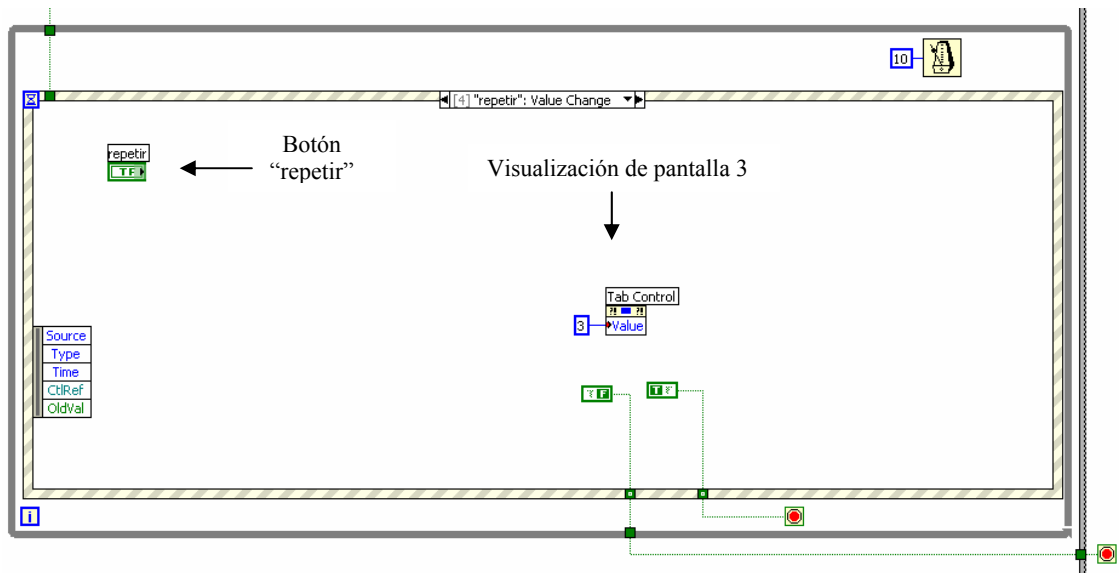 10
[4] "repetir": Value Change
repetir
TF
Botón
“repetir”
Visualización de pantalla 3
Tab Control
?! ?!
3
Value
Source
Type
Time
CtlRef
OldVal
F
T
i